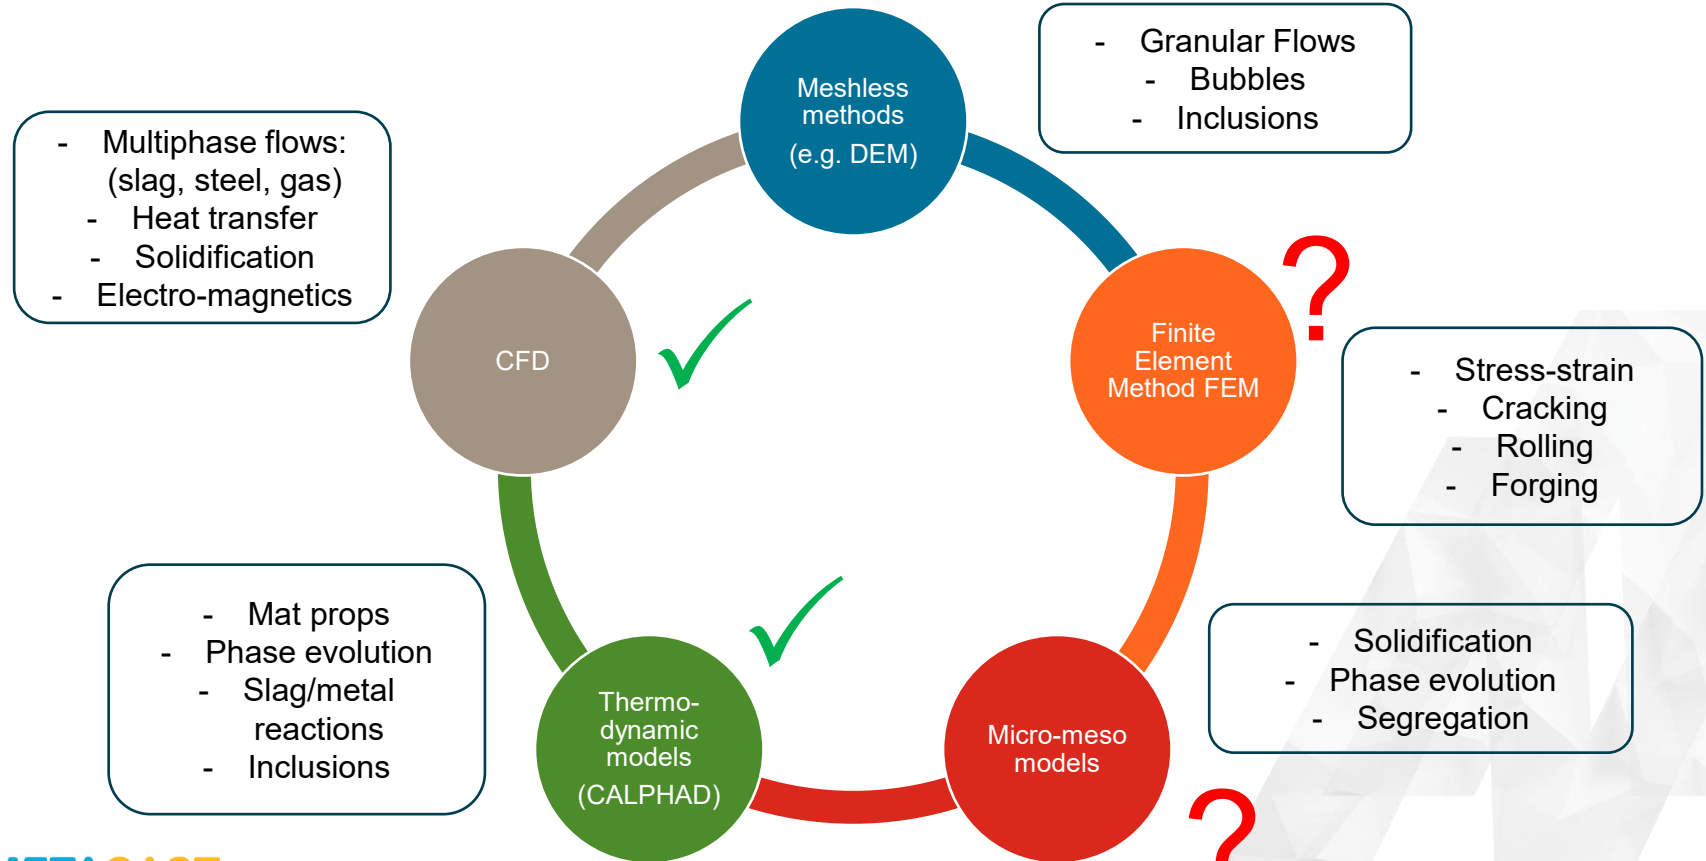 Meshless
methods
(e.g. DEM)
- Granular Flows
- Bubbles
- Inclusions
- Multiphase flows:
(slag, steel, gas)
- Heat transfer
- Solidification
- Electro-magnetics
CFD
?
Finite
Element
Method FEM
- Stress-strain
- Cracking
- Rolling
- Forging
- Mat props
- Phase evolution
- Slag/metal
reactions
- Inclusions
Thermo-
dynamic
models
(CALPHAD)
Micro-meso
models
- Solidification
- Phase evolution
- Segregation
?